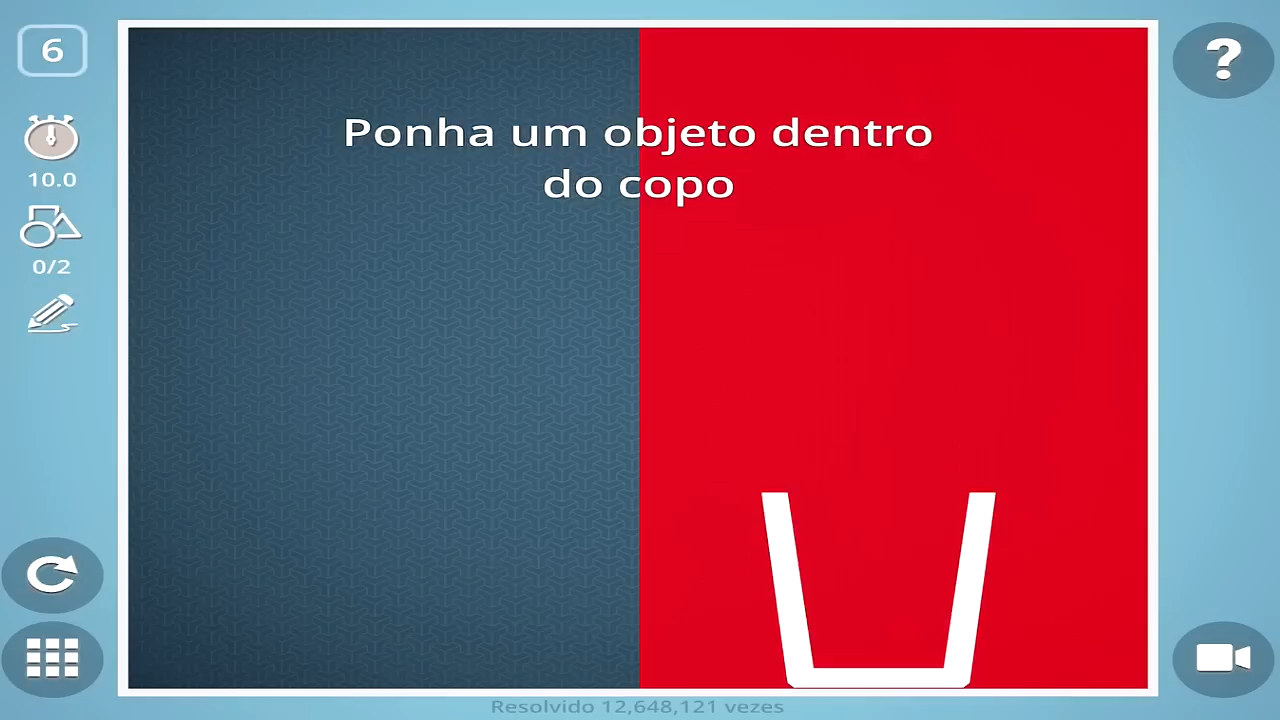 6
Ponha um objeto dentro
do copo
10.0
0/2
?
Resolvido 12,648,121 vezes